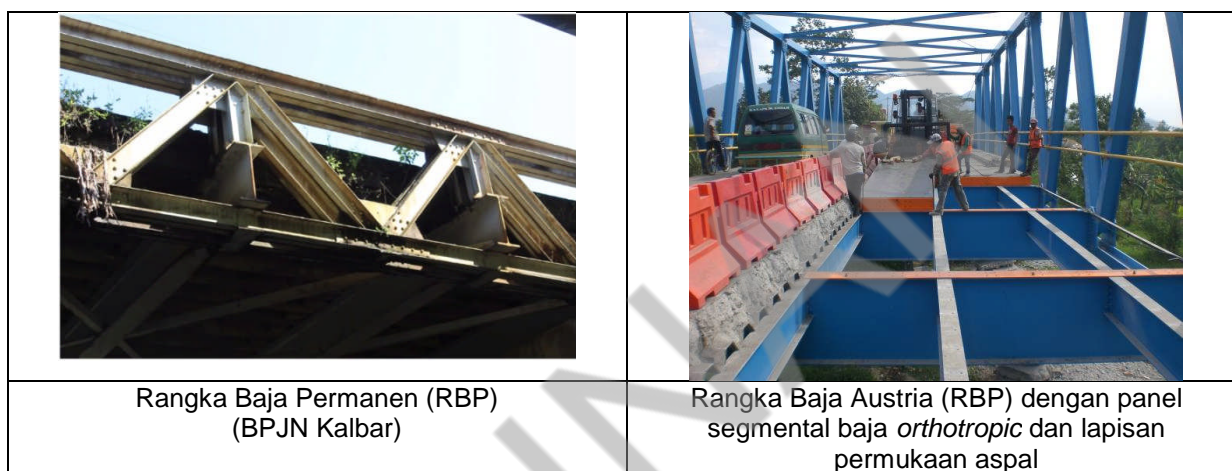 Rangka Baja Permanen (RBP)
(BPJN Kalbar)
Rangka Baja Austria (RBP) dengan panel
segmental baja orthotropic dan lapisan
permukaan aspal